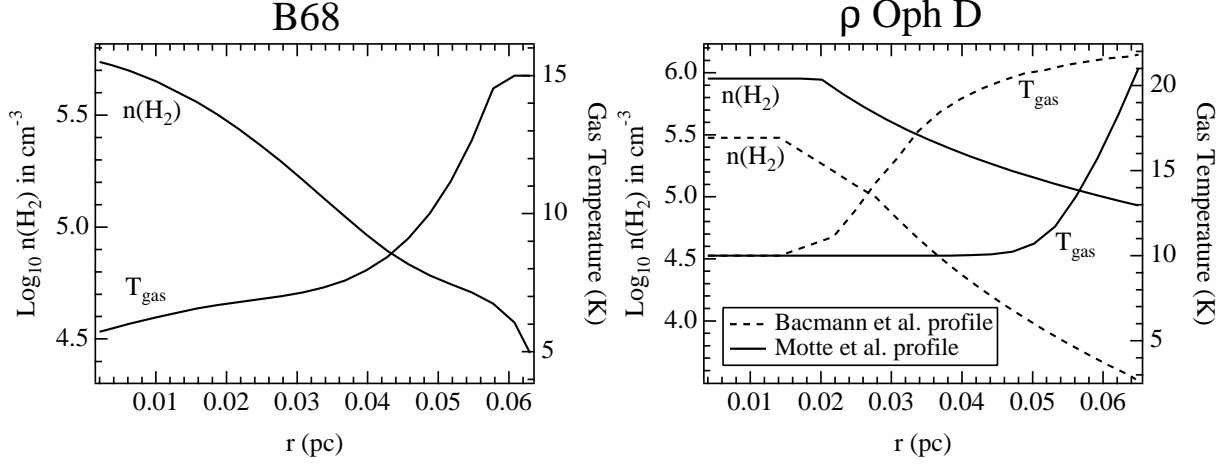 B68
Log₁₀ n(H₂) in cm⁻³
5.5
5.0
4.5
n(H₂)
T_gas
15
10
5
Gas Temperature (K)
0.01 0.02 0.03 0.04 0.05 0.06
r (pc)
ρ Oph D
Log₁₀ n(H₂) in cm⁻³
6.0
5.5
5.0
4.5
4.0
n(H₂)
n(H₂)
T_gas
T_gas
Bacmann et al. profile
Motte et al. profile
20
15
10
5
Gas Temperature (K)
0.01 0.02 0.03 0.04 0.05 0.06
r (pc)